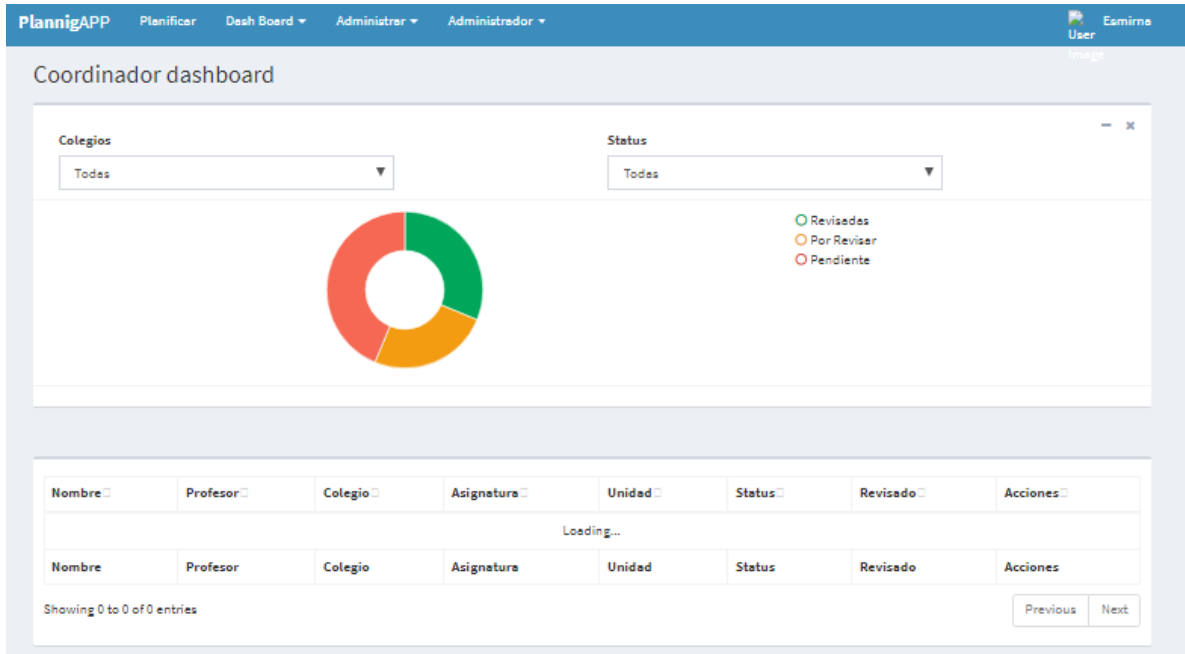 PlannigAPP Planificar Dash Board Administrar Administrador User Image Esmirna
Coordinador dashboard
Colegios Status
Todas Todas
Revisadas
Por Revisar
Pendiente
Nombre Profesor Colegio Asignatura Unidad Status Revisado Acciones
Loading...
Nombre Profesor Colegio Asignatura Unidad Status Revisado Acciones
Showing 0 to 0 of 0 entries Previous Next